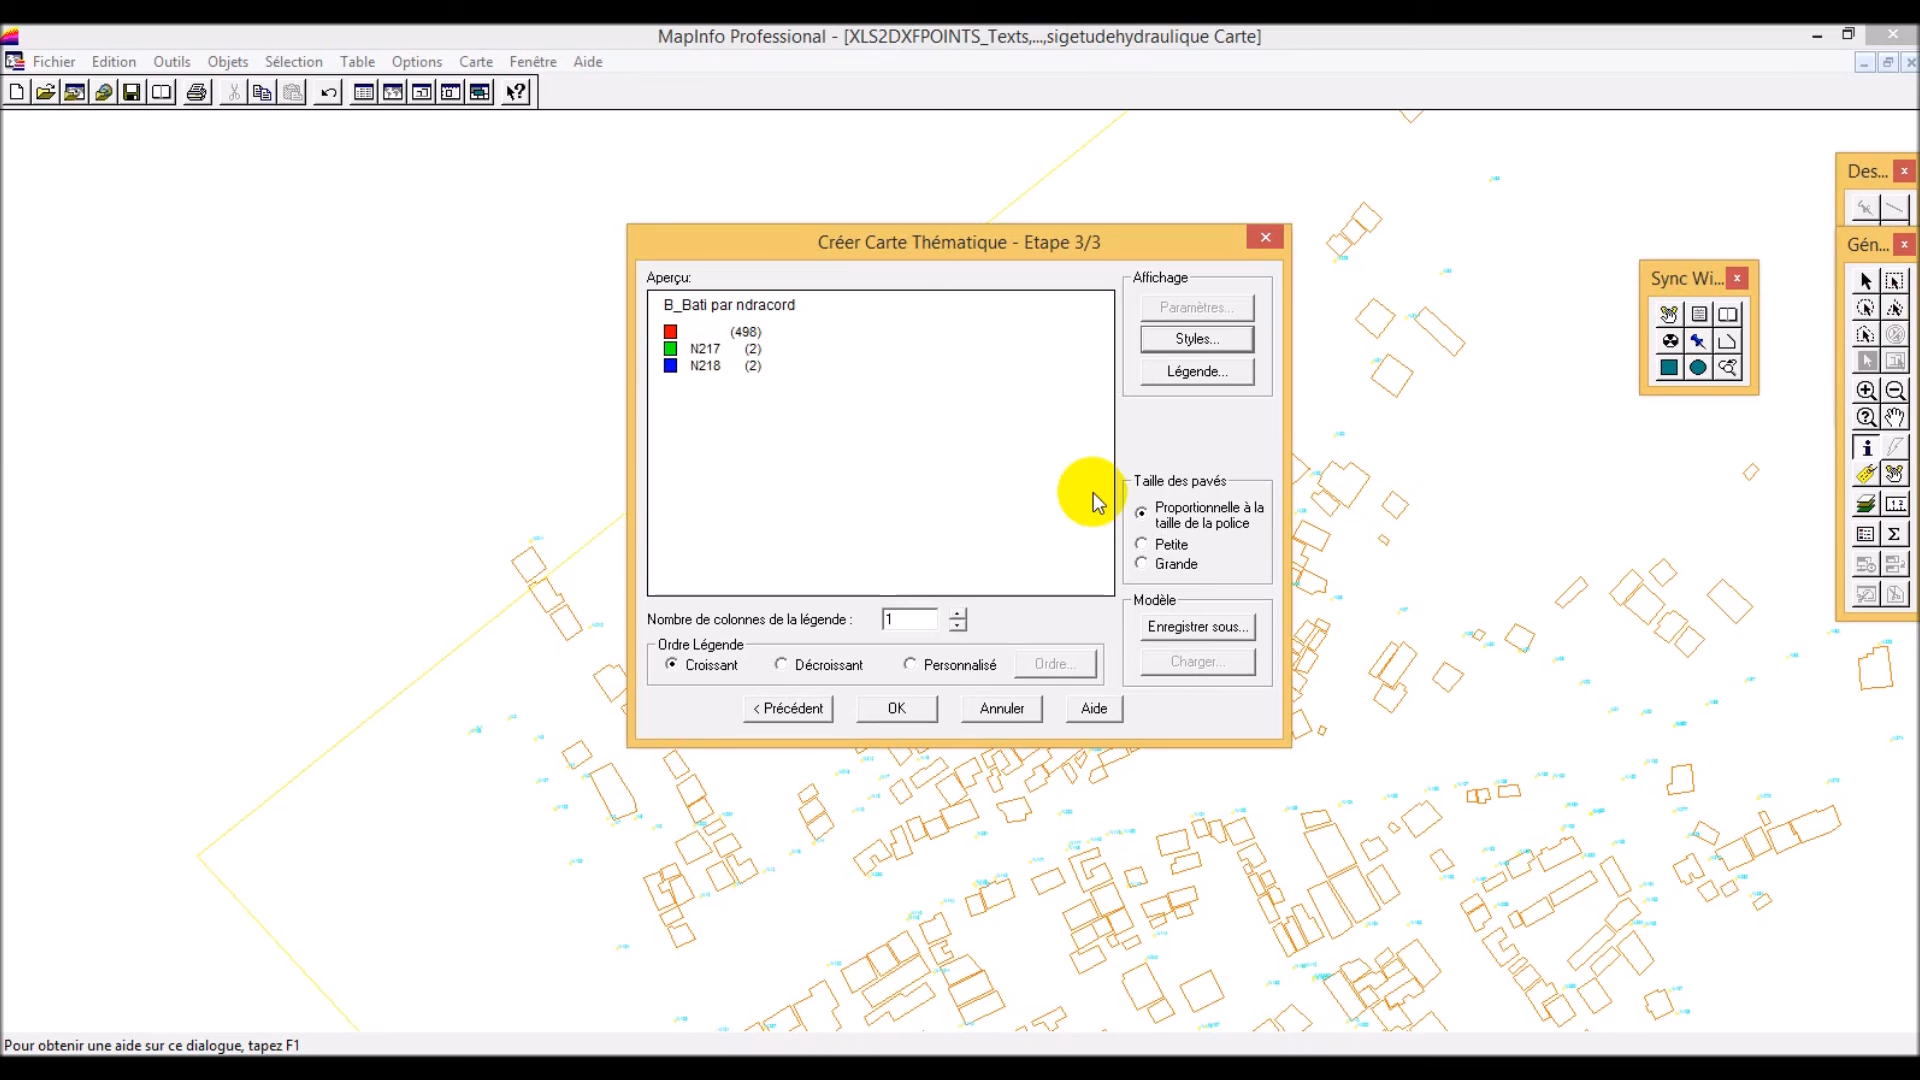 MapInfo Professional - [XLS2DXFPOINTS_Texts,...,sigetudehydraulique Carte]
Fichier Edition Outils Objets Sélection Table Options Carte Fenêtre Aide
Des...
Gén...
Sync Wi...
Créer Carte Thématique - Etape 3/3
Aperçu:
B_Bati par ndracord
(498)
N217 (2)
N218 (2)
Affichage
Paramètres...
Styles...
Légende...
Taille des pavés
Proportionnelle à la
taille de la police
Petite
Grande
Modèle
Enregistrer sous...
Charger...
Nombre de colonnes de la légende : 1
Ordre Légende
Croissant Décroissant Personnalisé Ordre...
< Précédent OK Annuler Aide
Pour obtenir une aide sur ce dialogue, tapez F1